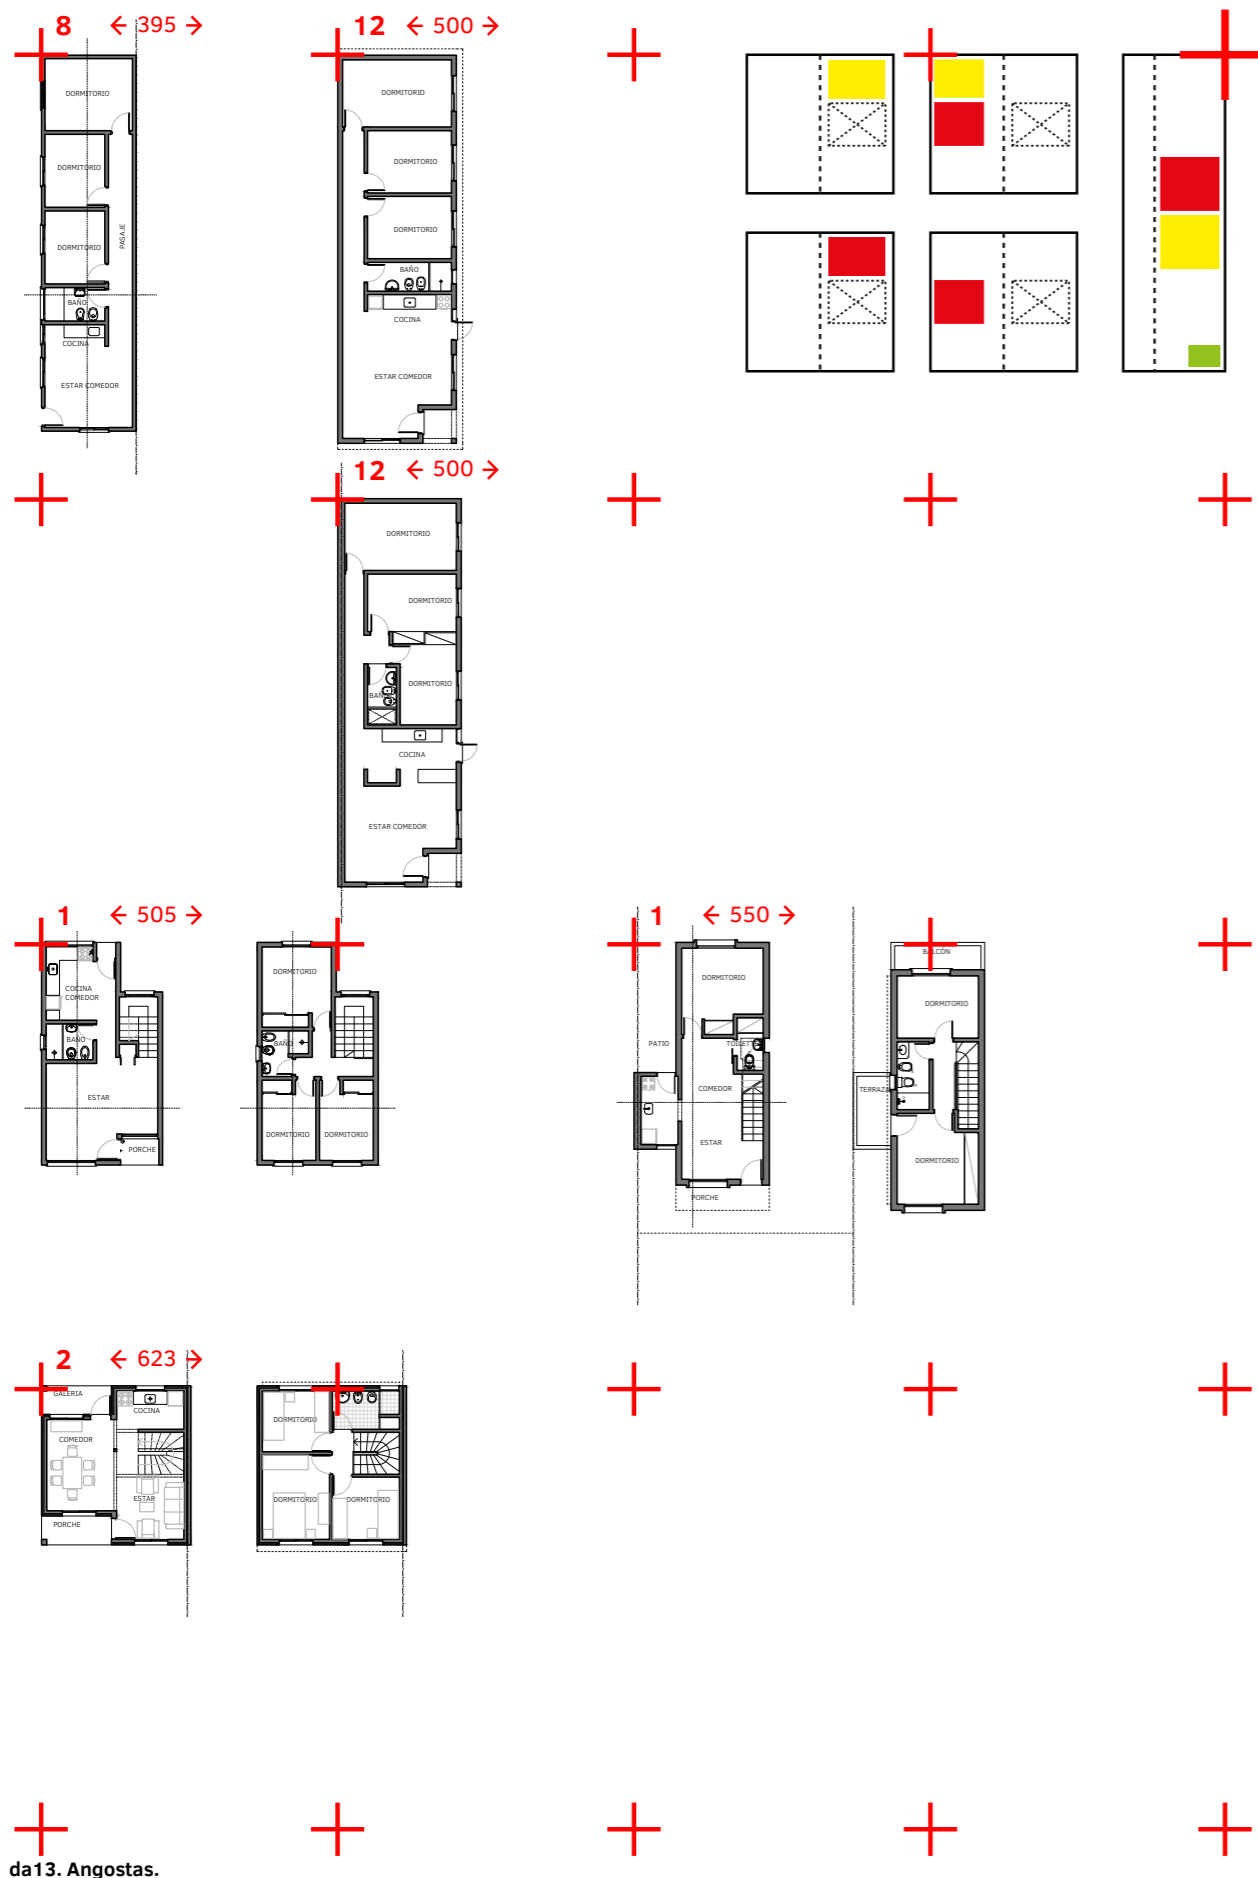 8 ← 395 →
DORMITORIO
DORMITORIO
DORMITORIO
PASAJE
BAÑO
COCINA
ESTAR COMEDOR
12 ← 500 →
DORMITORIO
DORMITORIO
DORMITORIO
BAÑO
COCINA
ESTAR COMEDOR
12 ← 500 →
DORMITORIO
DORMITORIO
DORMITORIO
BAÑO
COCINA
ESTAR COMEDOR
1 ← 505 →
COCINA
COMEDOR
BAÑO
ESTAR
PORCHE
DORMITORIO
BAÑO
DORMITORIO
DORMITORIO
1 ← 550 →
DORMITORIO
PATIO
TOILETTE
COMEDOR
ESTAR
PORCHE
BALCÓN
DORMITORIO
TERRAZA
DORMITORIO
2 ← 623 →
GALERIA
COCINA
COMEDOR
ESTAR
PORCHE
DORMITORIO
DORMITORIO
DORMITORIO
da13. Angostas.